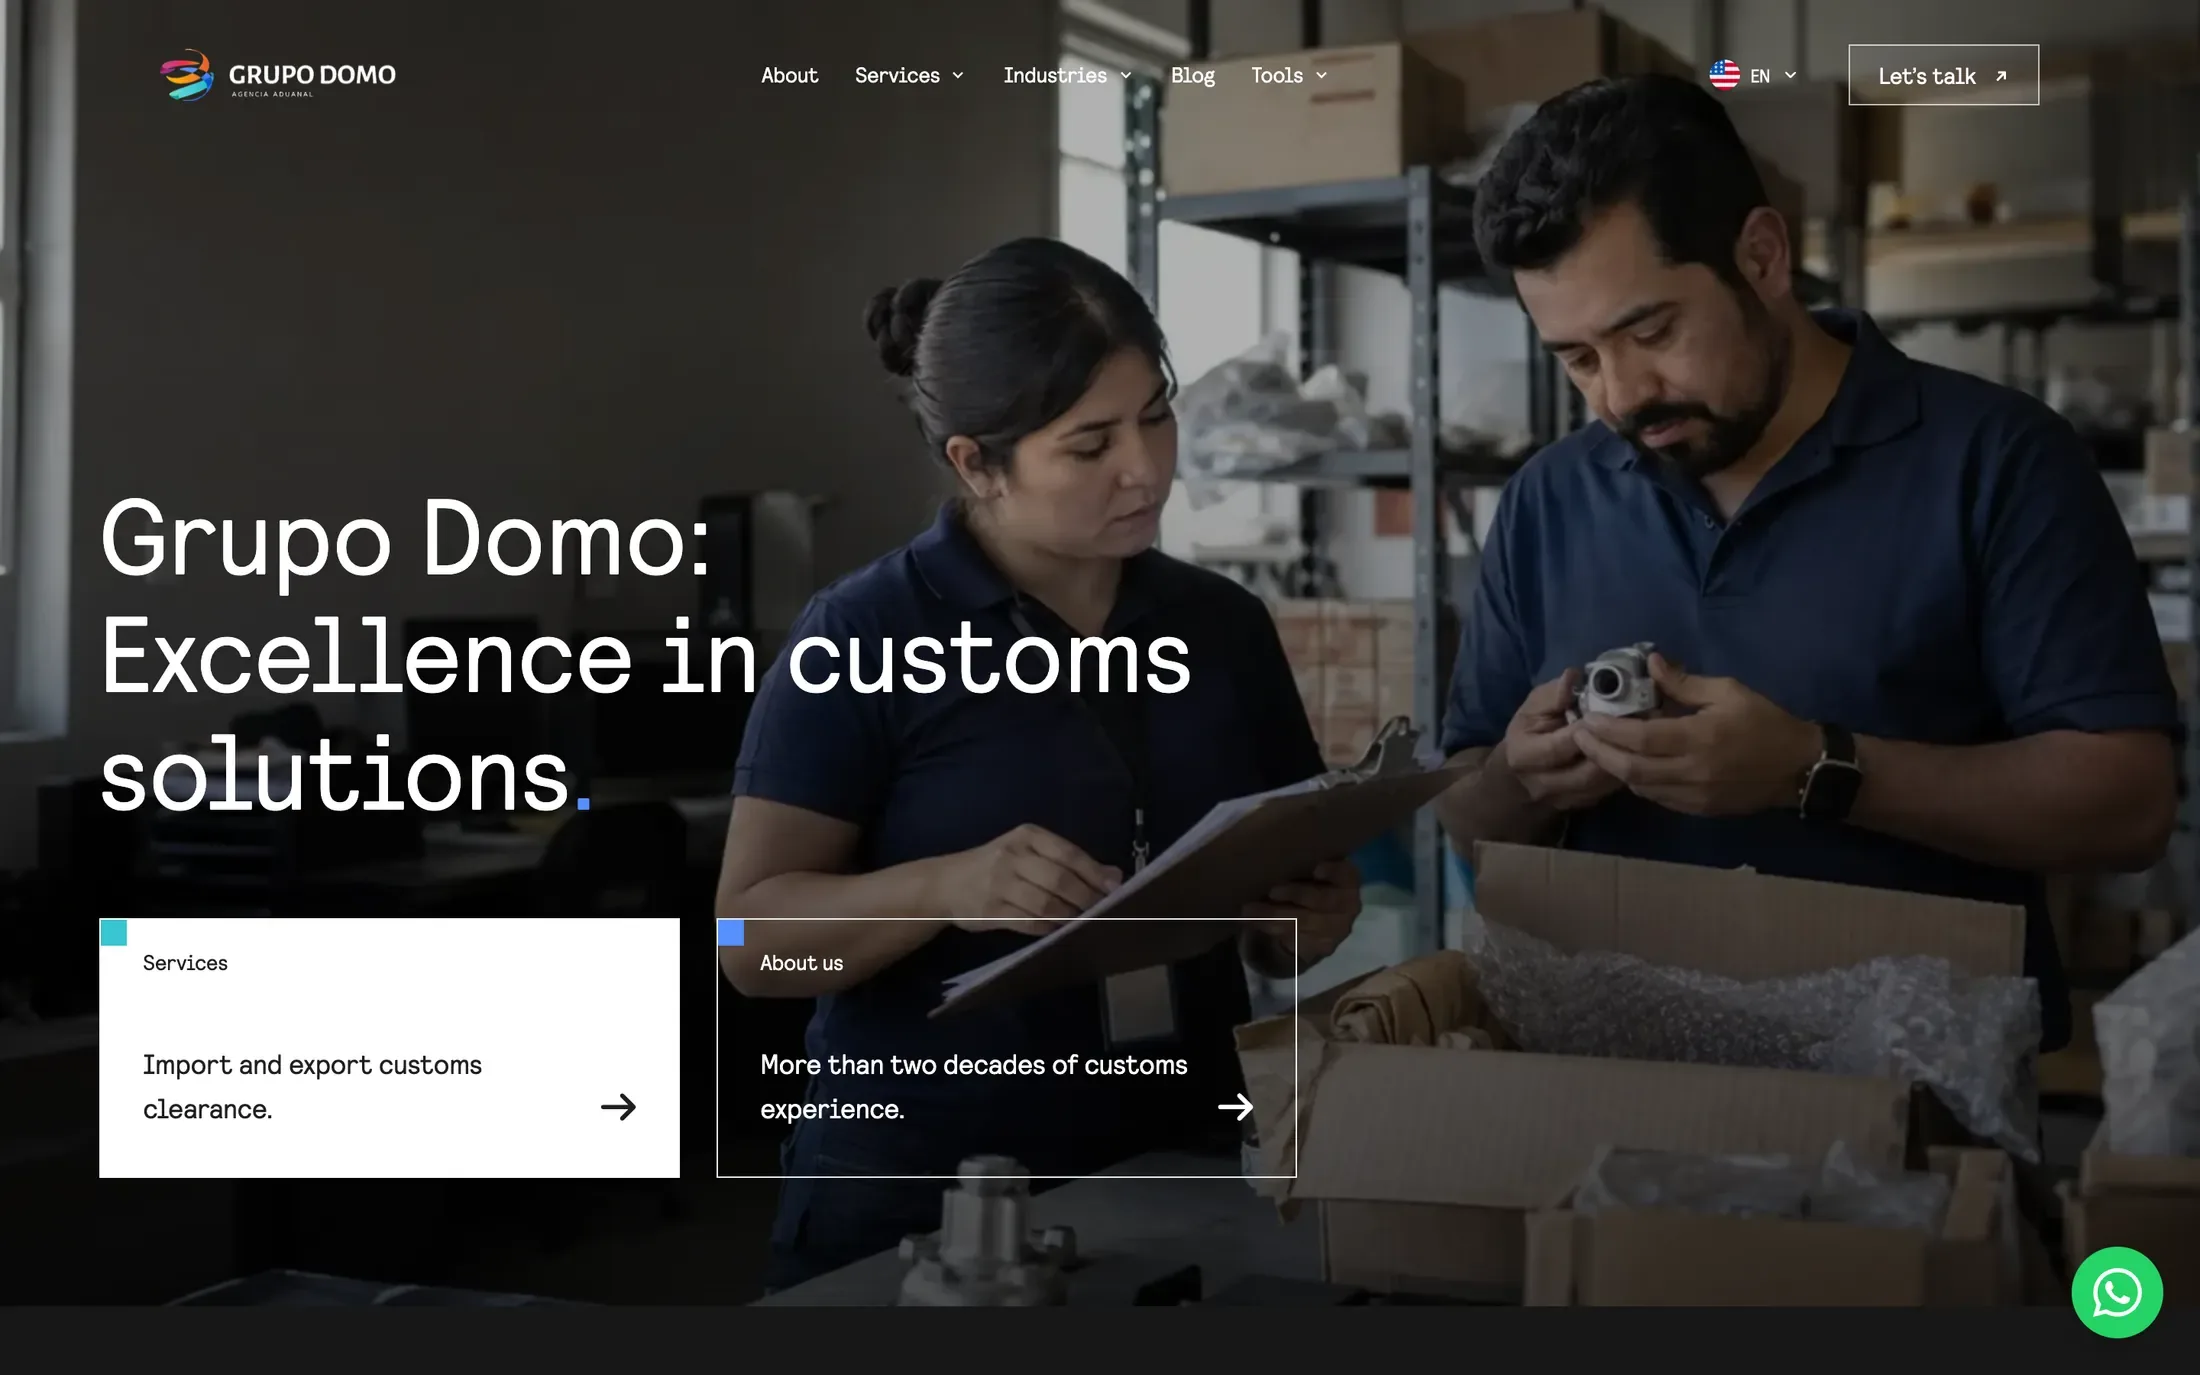 GRUPO DOMO
AGENCIA ADUANAL
About
Services
Industries
Blog
Tools
EN
Let's talk
Grupo Domo:
Excellence in customs
solutions.
Services
Import and export customs
clearance.
About us
More than two decades of customs
experience.